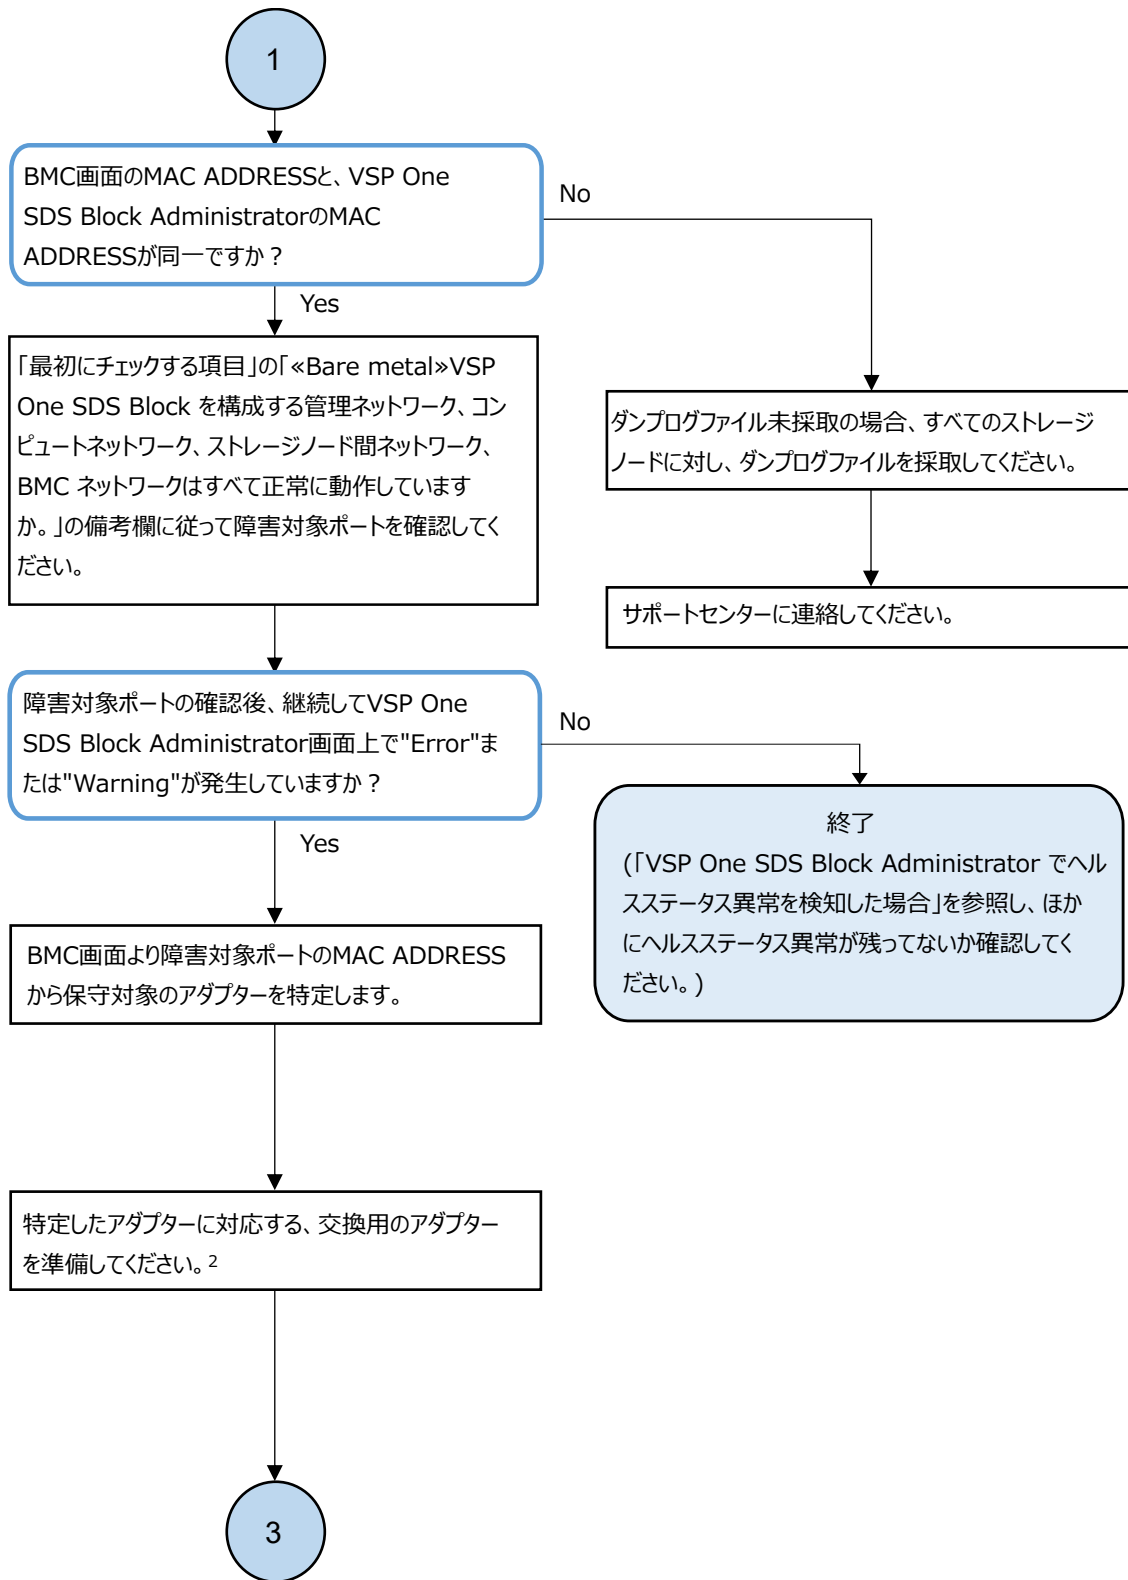 1
BMC画面のMAC ADDRESSと、VSP One
SDS Block AdministratorのMAC
ADDRESSが同一ですか？
No
Yes
「最初にチェックする項目」の「«Bare metal»VSP
One SDS Block を構成する管理ネットワーク、コン
ピュートネットワーク、ストレージノード間ネットワーク、
BMC ネットワークはすべて正常に動作しています
か。」の備考欄に従って障害対象ポートを確認してく
ださい。
ダンプログファイル未採取の場合、すべてのストレージ
ノードに対し、ダンプログファイルを採取してください。
サポートセンターに連絡してください。
障害対象ポートの確認後、継続してVSP One
SDS Block Administrator画面上で"Error"ま
たは"Warning"が発生していますか？
No
Yes
終了
(「VSP One SDS Block Administrator でヘル
スステータス異常を検知した場合」を参照し、ほか
にヘルスステータス異常が残ってないか確認してく
ださい。)
BMC画面より障害対象ポートのMAC ADDRESS
から保守対象のアダプターを特定します。
特定したアダプターに対応する、交換用のアダプター
を準備してください。2
3